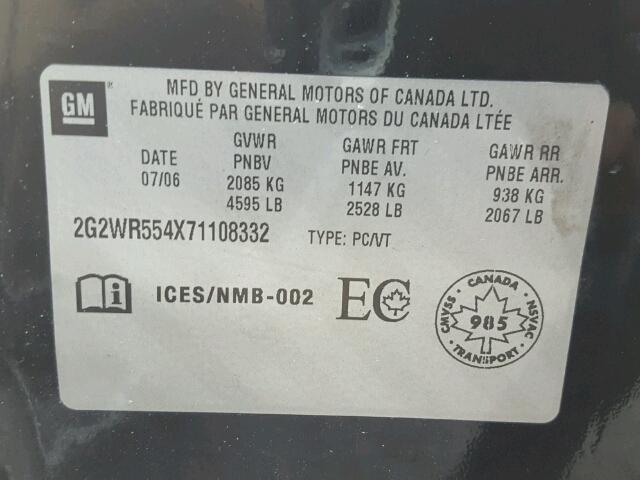 GM
MFD BY GENERAL MOTORS OF CANADA LTD.
FABRIQUÉ PAR GENERAL MOTORS DU CANADA LTÉE
DATE
07/06
GVWR
PNBV
2085 KG
4595 LB
GAWR FRT
PNBE AV.
1147 KG
2528 LB
GAWR RR
PNBE ARR.
938 KG
2067 LB
2G2WR554X71108332 TYPE: PC/VT
i ICES/NMB-002 EC
CANADA
CMVSS 985 NSVAC
TRANSPORT